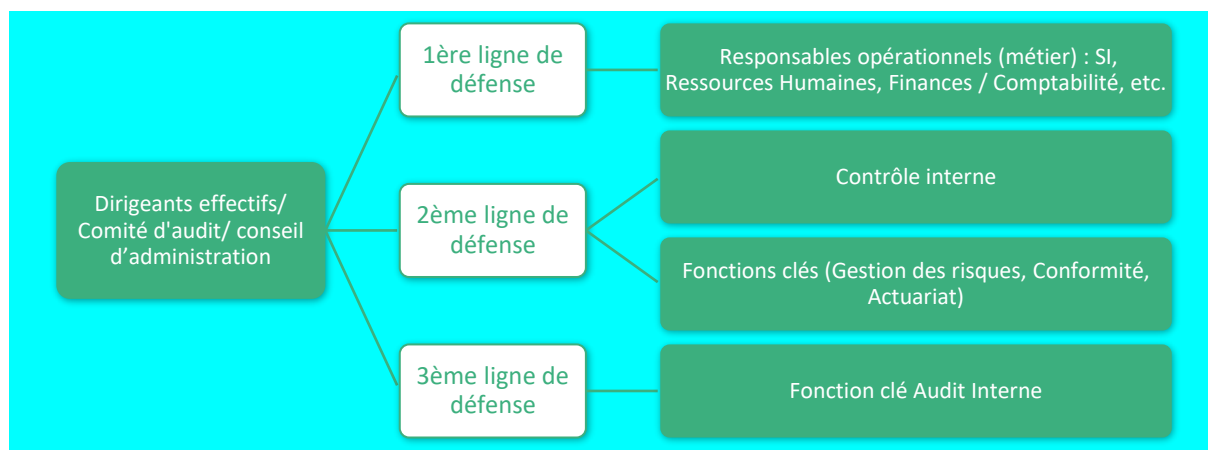 Dirigeants effectifs/
Comité d'audit/ conseil
d’administration
1ère ligne de
défense
Responsables opérationnels (métier) : SI,
Ressources Humaines, Finances / Comptabilité, etc.
2ème ligne de
défense
Contrôle interne
Fonctions clés (Gestion des risques, Conformité,
Actuariat)
3ème ligne de
défense
Fonction clé Audit Interne